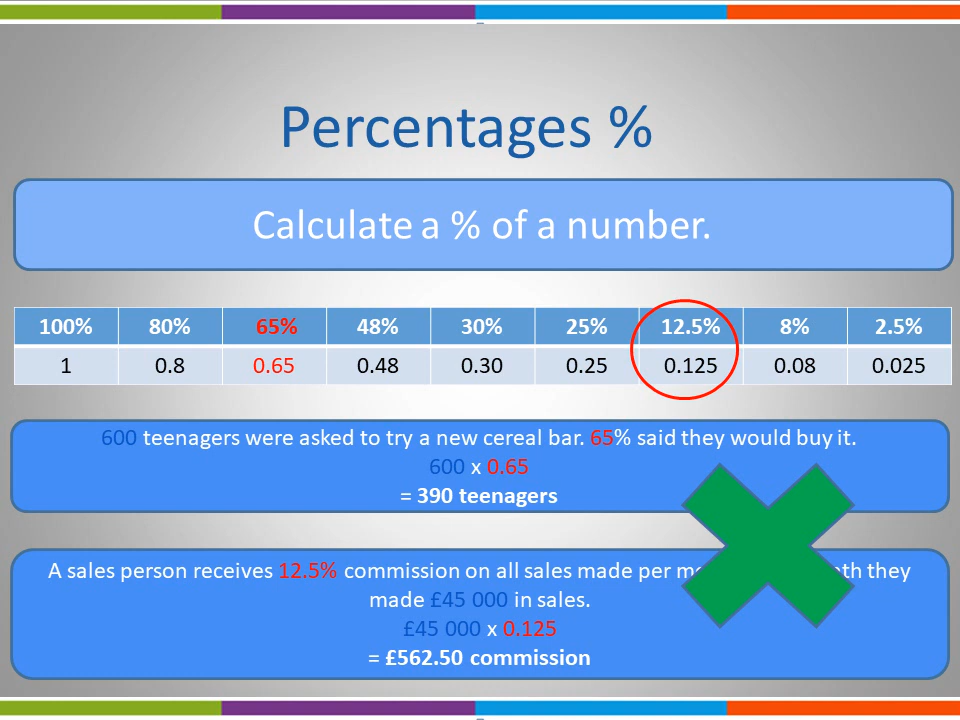 Percentages %
Calculate a % of a number.
100% 80% 65% 48% 30% 25% 12.5% 8% 2.5%
1 0.8 0.65 0.48 0.30 0.25 0.125 0.08 0.025
600 teenagers were asked to try a new cereal bar. 65% said they would buy it.
600 x 0.65
= 390 teenagers
A sales person receives 12.5% commission on all sales made per they
made £45 000 in sales.
£45 000 x 0.125
= £562.50 commission